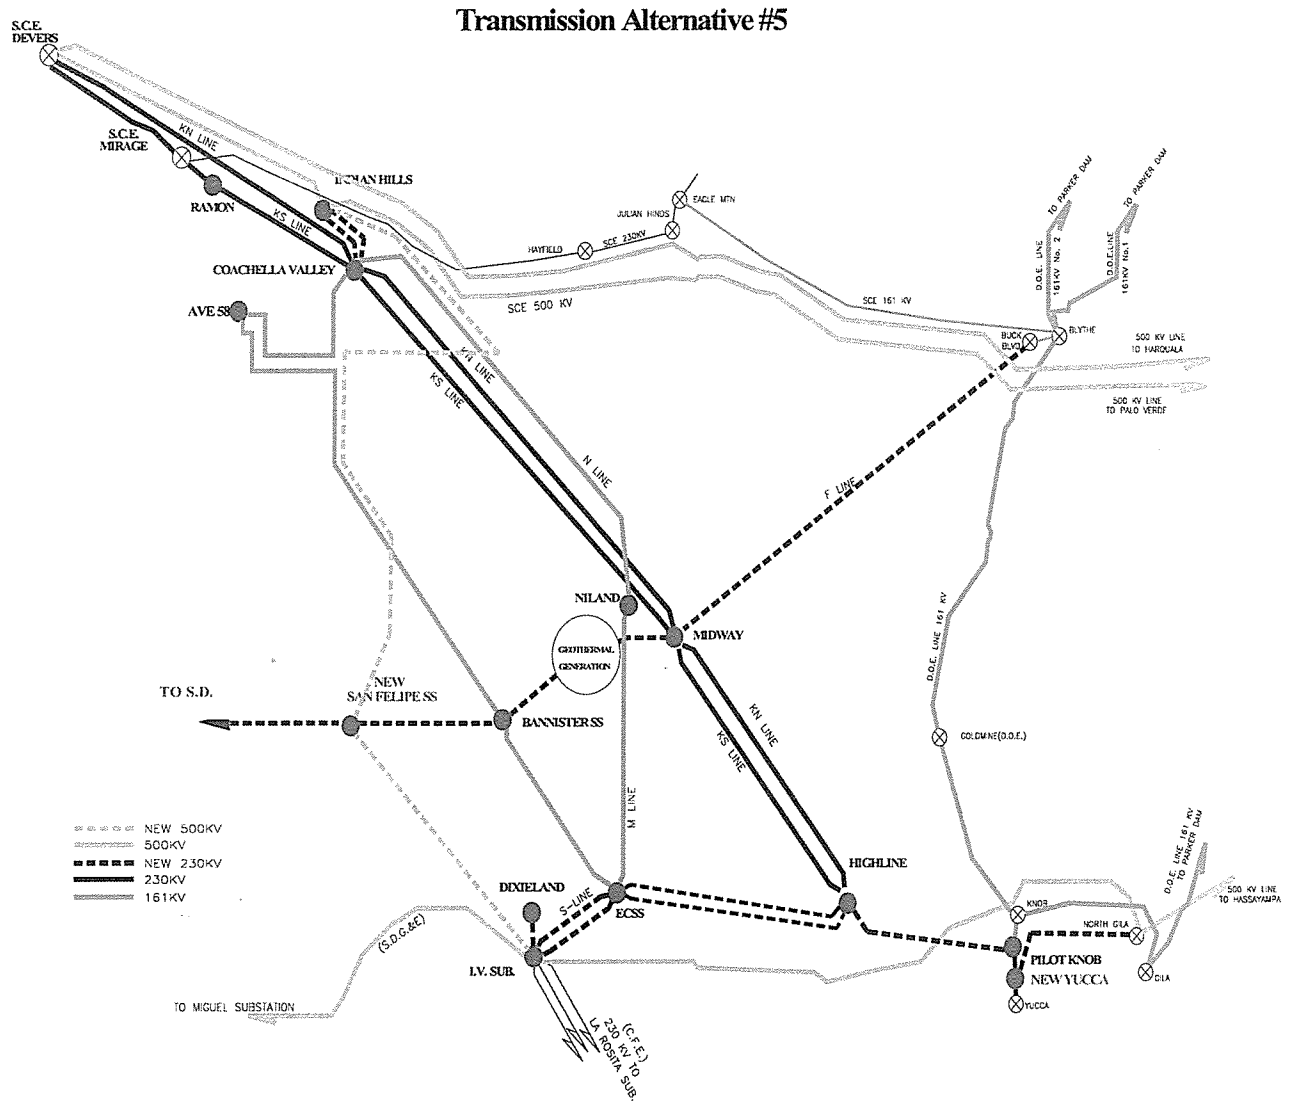 Transmission Alternative #5
S.C.E.
DEVERS
KN LINE
S.C.E.
MIRAGE
RAMON
KS LINE
INDIAN HILLS
COACHELLA VALLEY
AVE 58
HAYFIELD
SCE 230KV
JULIAN HINDS
EAGLE MTN
SCE 500 KV
SCE 161 KV
D.O.E. LINE
161KV No. 2
TO PARKER DAM
D.O.E.LINE
161KV No.1
TO PARKER DAM
BUCK
BLVD.
BLYTHE
500 KV LINE
TO HARQUALA
500 KV LINE
TO PALO VERDE
KN LINE
KS LINE
N LINE
F LINE
NILAND
MIDWAY
GEOTHERMAL
GENERATION
D.O.E. LINE 161 KV
TO S.D.
NEW
SAN FELIPE SS
BANNISTER SS
KN LINE
KS LINE
GOLDMINE(D.O.E.)
M LINE
NEW 500KV
500KV
NEW 230KV
230KV
161KV
HIGHLINE
DIXIELAND
S-LINE
ECSS
D.O.E. LINE 161 KV
TO PARKER DAM
500 KV LINE
TO HASSAYAMPA
KNOB
NORTH GILA
(S.D.G.&E)
I.V. SUB.
PILOT KNOB
NEW YUCCA
GILA
YUCCA
TO MIGUEL SUBSTATION
(C.F.E.)
230 KV TO
LA ROSITA SUB.